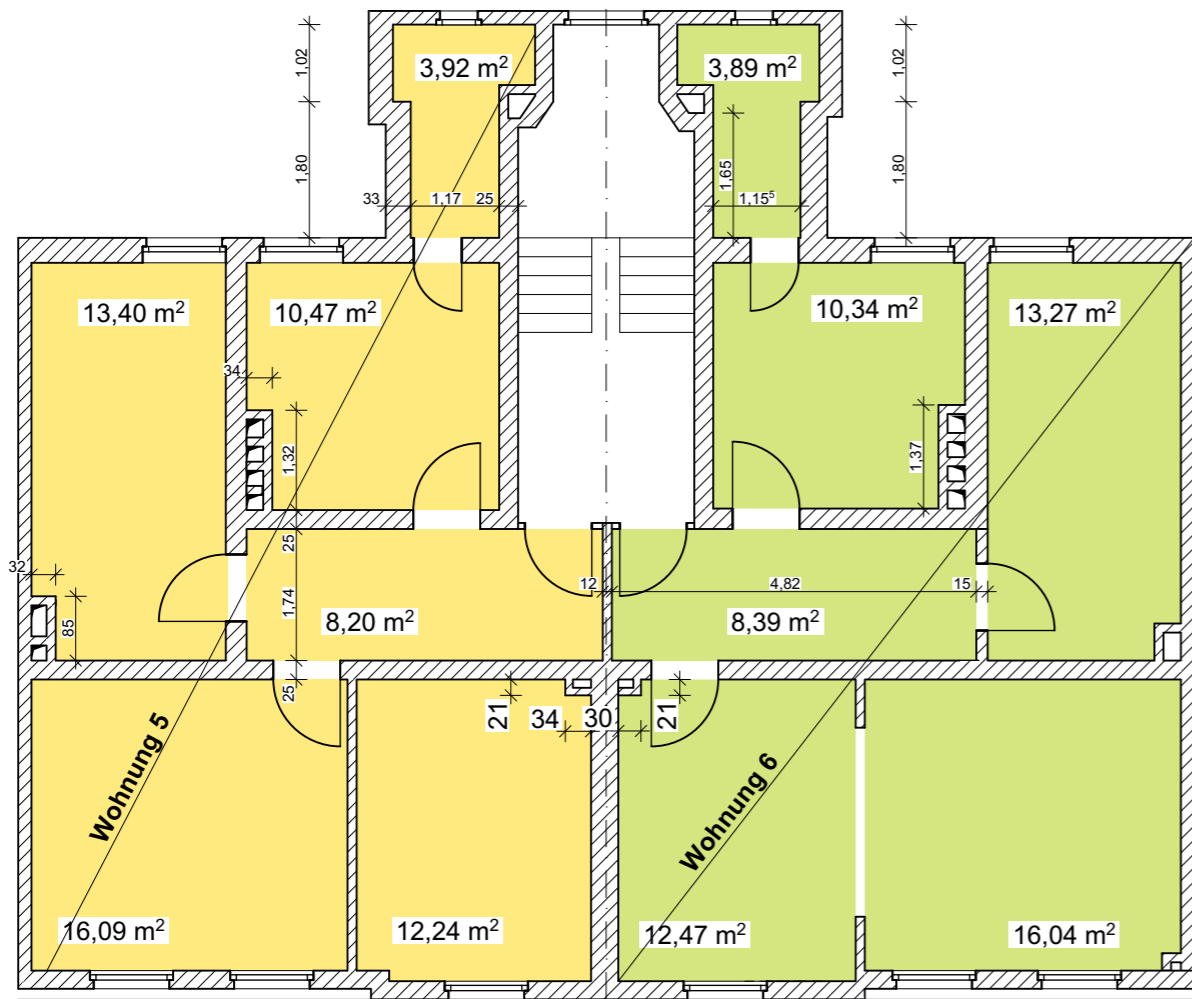 3,92 m²
3,89 m²
1,02
1,02
1,80
1,80
1,65
33
1,17
25
1,15⁵
13,40 m²
10,47 m²
10,34 m²
13,27 m²
34
1,32
1,37
25
32
12
4,82
15
1,74
85
8,20 m²
8,39 m²
25
21
34
30
21
Wohnung 5
Wohnung 6
16,09 m²
12,24 m²
12,47 m²
16,04 m²